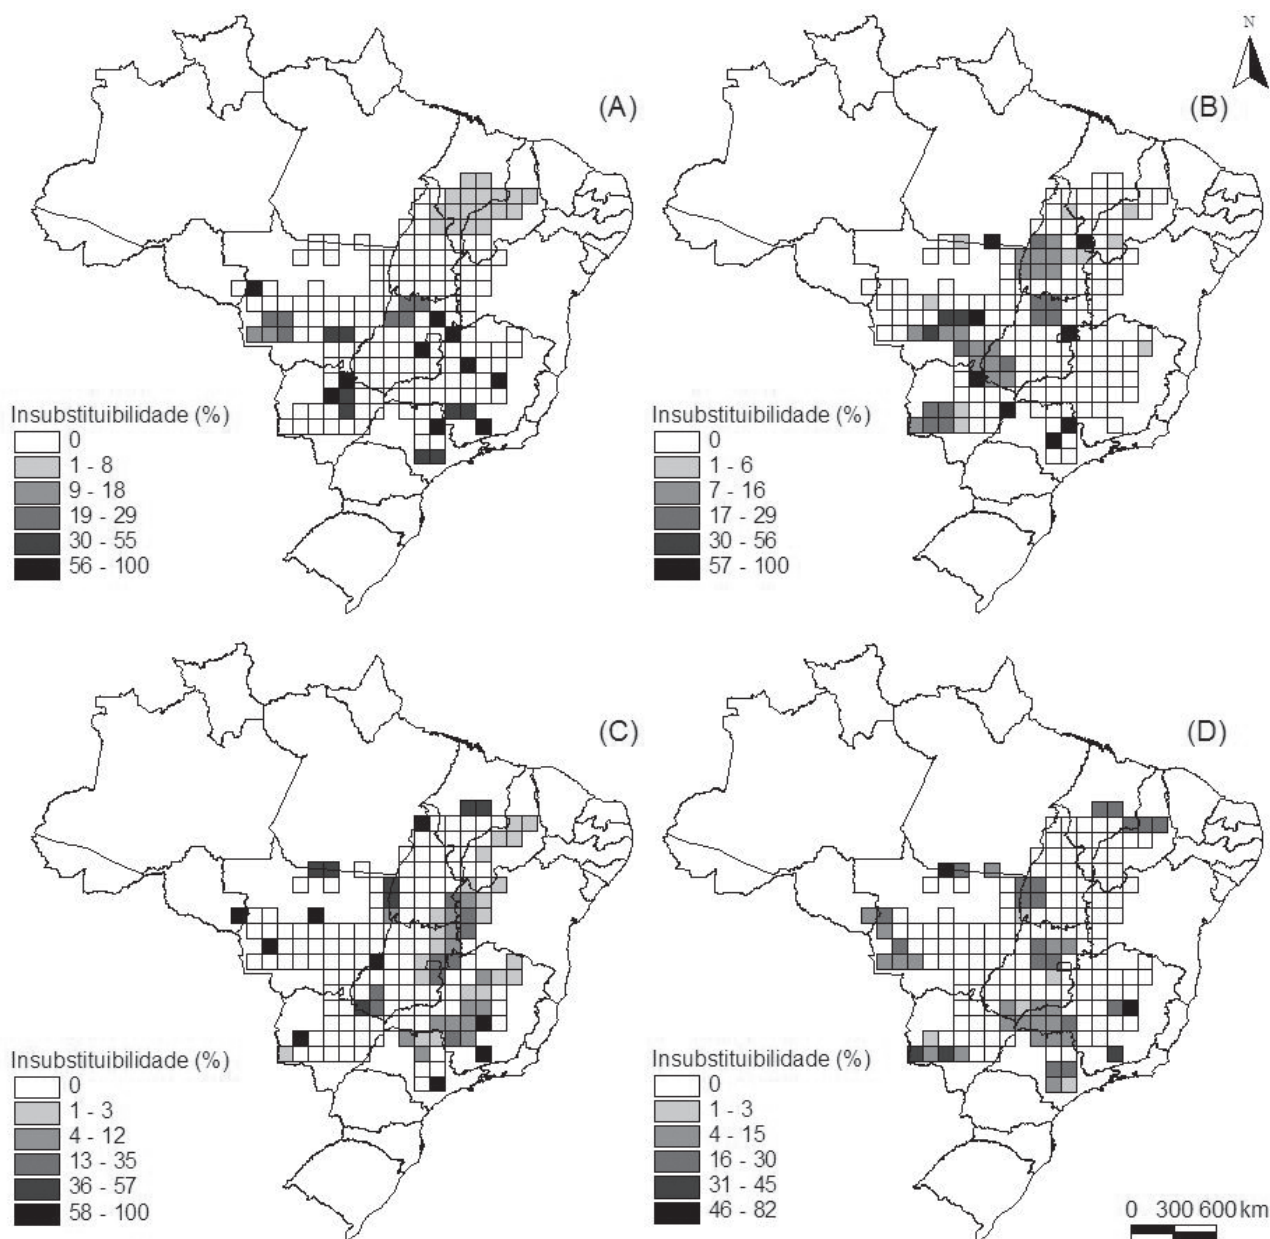 N
(A)
(B)
Insubstituibilidade (%)
0
1 - 8
9 - 18
19 - 29
30 - 55
56 - 100
Insubstituibilidade (%)
0
1 - 6
7 - 16
17 - 29
30 - 56
57 - 100
(C)
(D)
Insubstituibilidade (%)
0
1 - 3
4 - 12
13 - 35
36 - 57
58 - 100
Insubstituibilidade (%)
0
1 - 3
4 - 15
16 - 30
31 - 45
46 - 82
0 300 600 km